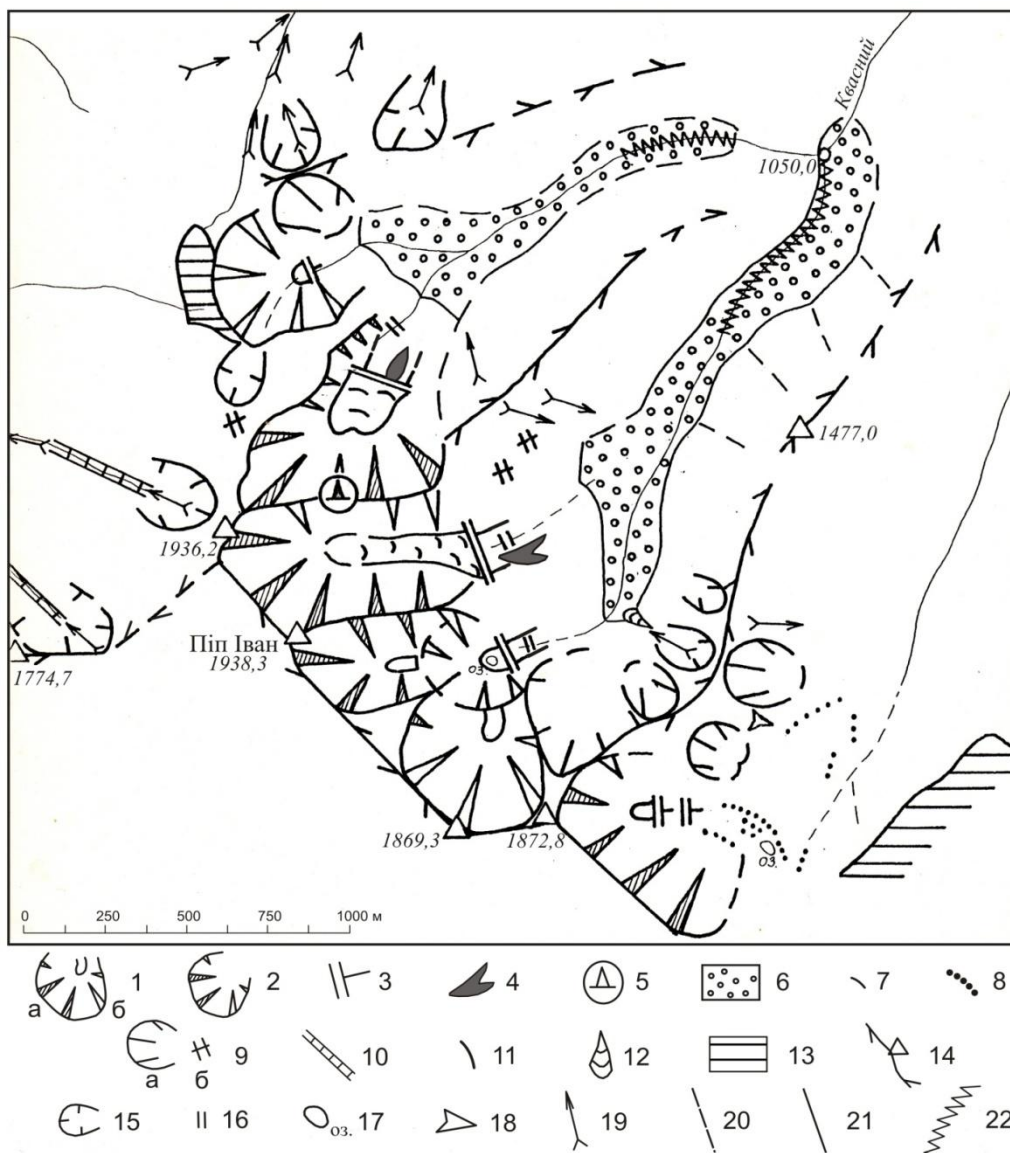 Квасний
1050,0
1477,0
1936,2
Піп Іван
1938,3
1774,7
оз.
1869,3
1872,8
оз.
0 250 500 750 1000 м
а б 1 2 3 4 5 6 7 8
а б 9 10 11 12 13 14
15 16 оз. 17 18 19 20 21 22